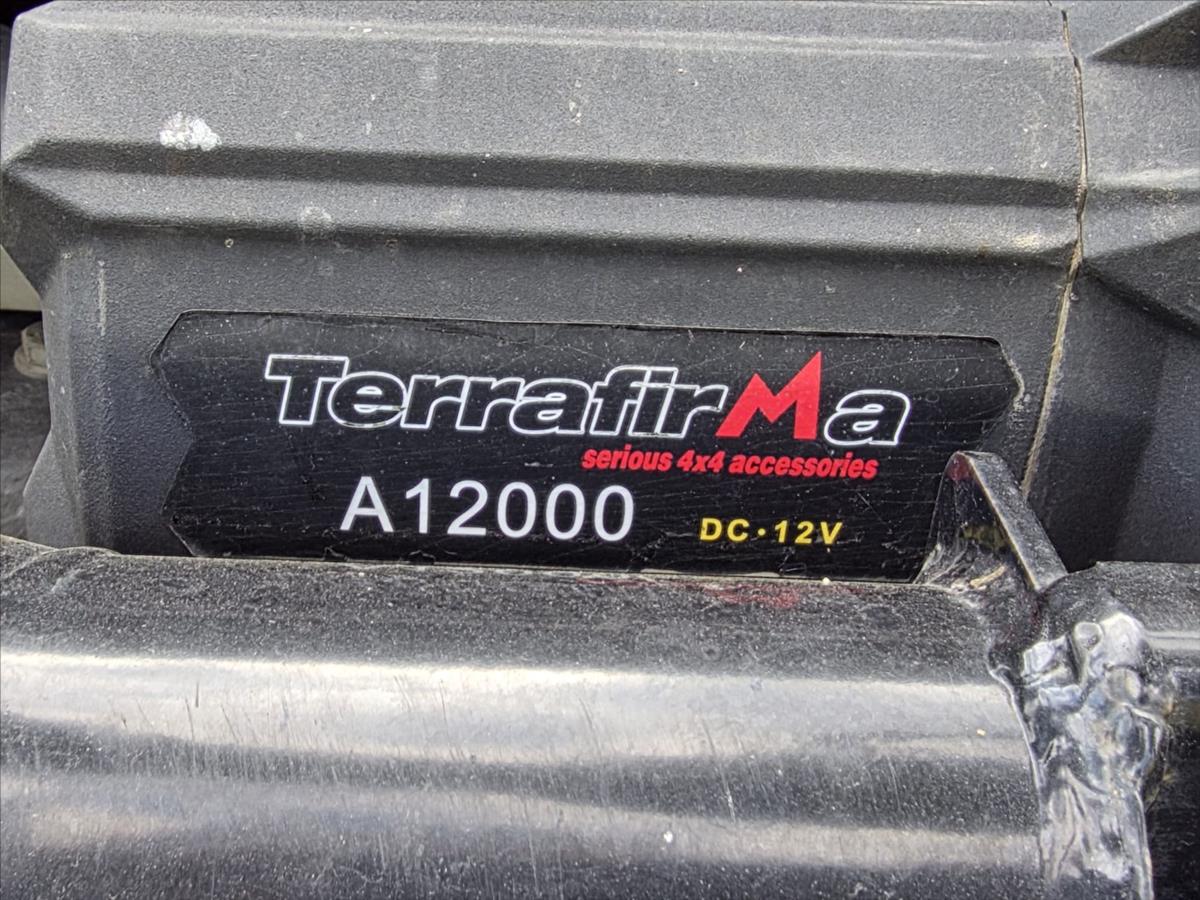 TerrafirMa
serious 4x4 accessories
A12000 DC·12V